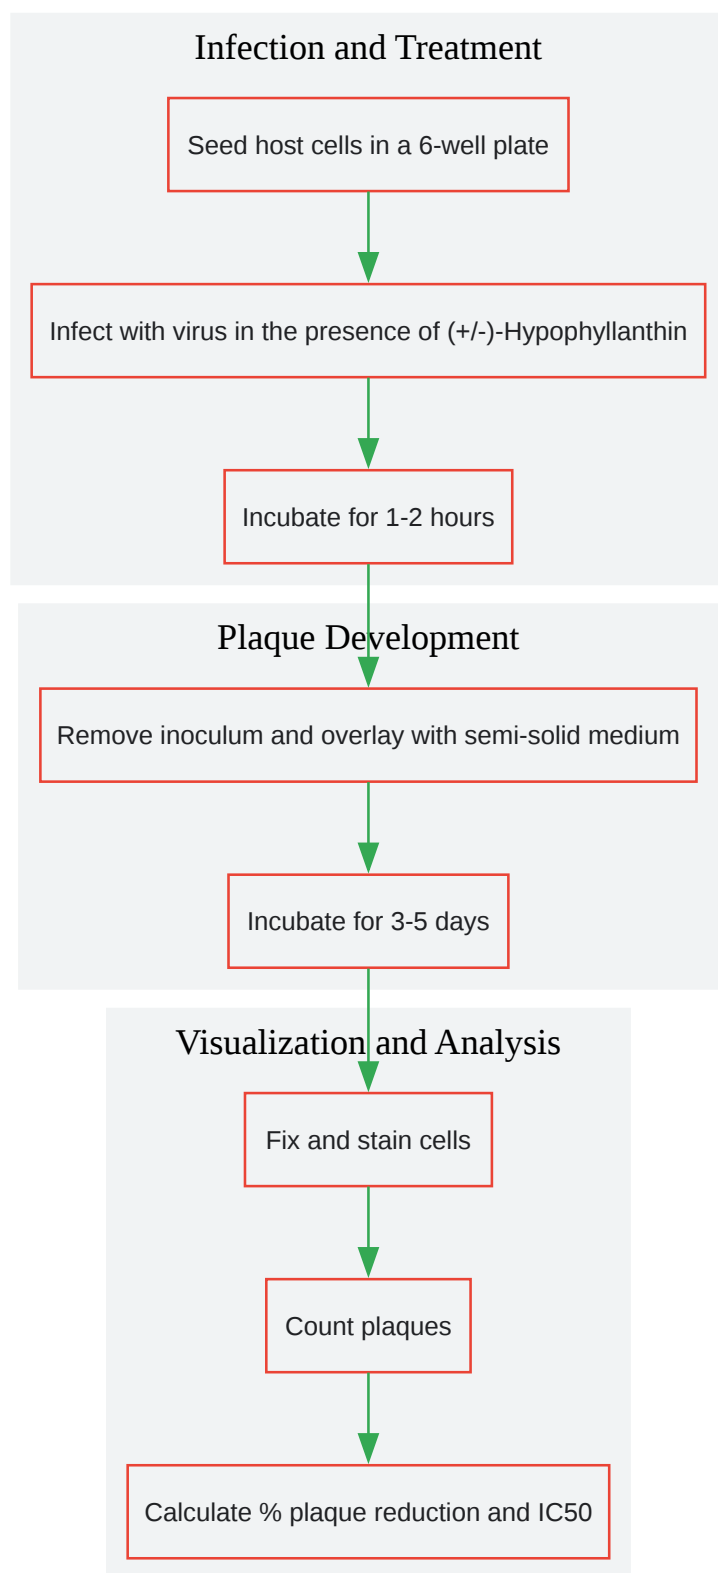 Infection and Treatment
Seed host cells in a 6-well plate
Infect with virus in the presence of (+/-)-Hypophyllanthin
Incubate for 1-2 hours
Plaque Development
Remove inoculum and overlay with semi-solid medium
Incubate for 3-5 days
Visualization and Analysis
Fix and stain cells
Count plaques
Calculate % plaque reduction and IC50